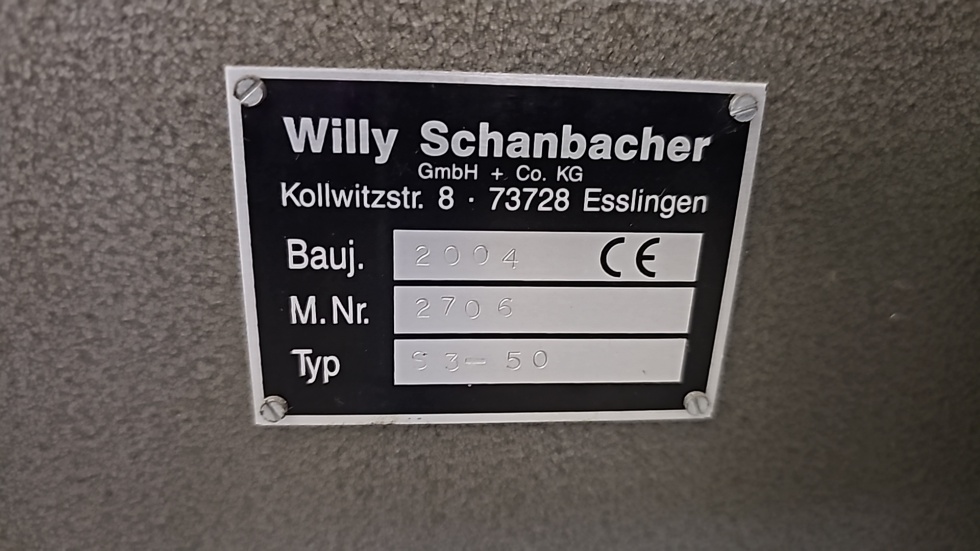 Willy Schanbacher
GmbH + Co. KG
Kollwitzstr. 8 · 73728 Esslingen
Bauj. 2004 CE
M.Nr. 2706
Typ S3-50